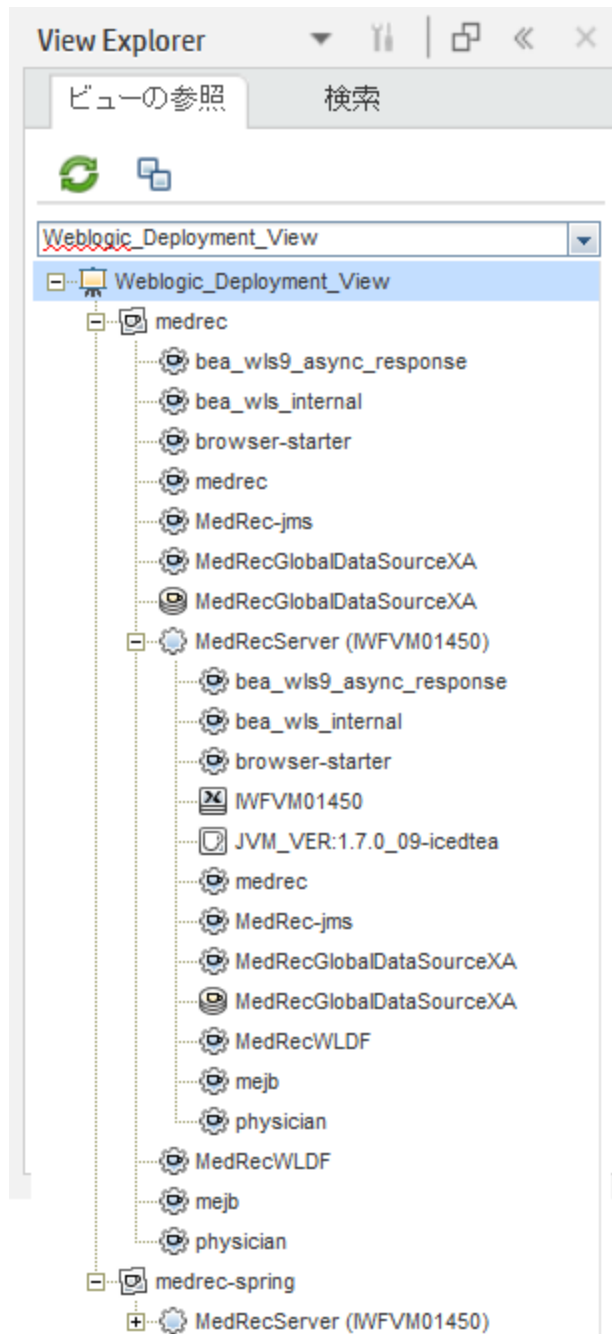 View Explorer
ビューの参照 検索
Weblogic_Deployment_View
Weblogic_Deployment_View
medrec
bea_wls9_async_response
bea_wls_internal
browser-starter
medrec
MedRec-jms
MedRecGlobalDataSourceXA
MedRecGlobalDataSourceXA
MedRecServer (IWFVM01450)
bea_wls9_async_response
bea_wls_internal
browser-starter
IWFVM01450
JVM_VER:1.7.0_09-icedtea
medrec
MedRec-jms
MedRecGlobalDataSourceXA
MedRecGlobalDataSourceXA
MedRecWLDF
mejb
physician
MedRecWLDF
mejb
physician
medrec-spring
MedRecServer (IWFVM01450)